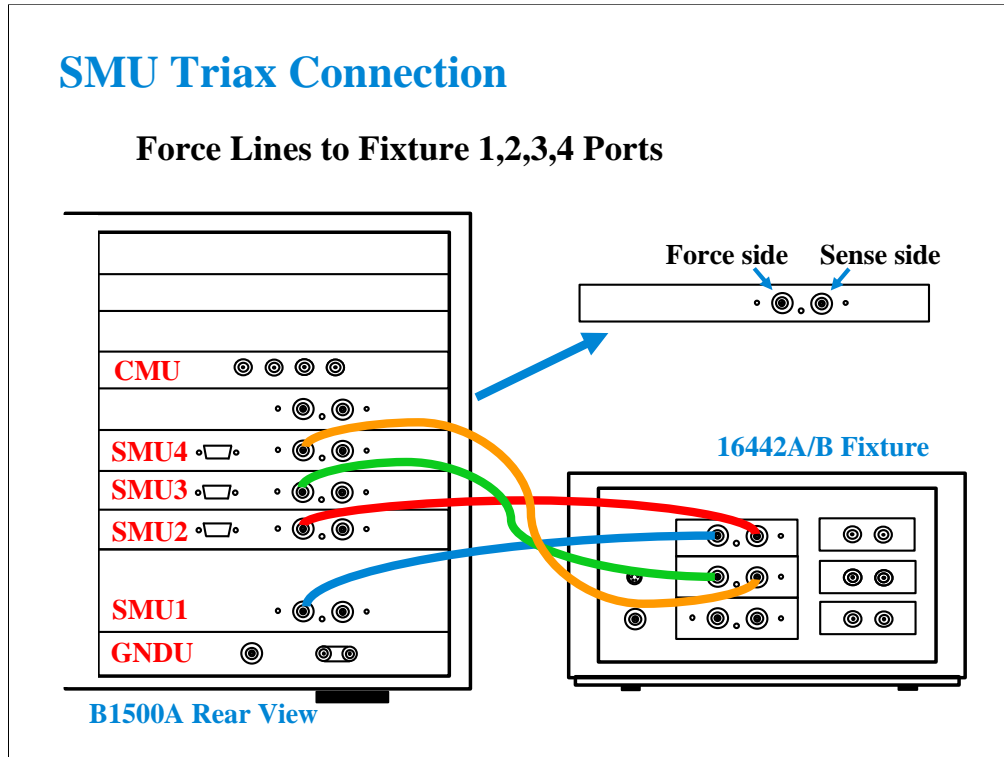 SMU Triax Connection
Force Lines to Fixture 1,2,3,4 Ports
Force side
Sense side
CMU
SMU4
SMU3
SMU2
SMU1
GNDU
16442A/B Fixture
B1500A Rear View